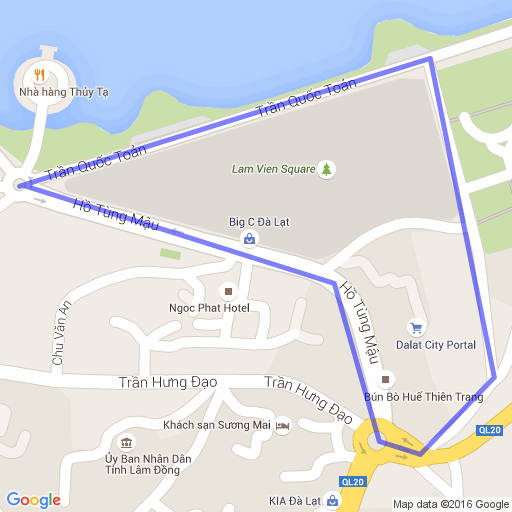 Nhà hàng Thủy Tạ
Trần Quốc Toản
Trần Quốc Toản
Lam Vien Square
Hồ Tùng Mậu
Big C Đà Lạt
Ngoc Phat Hotel
Hồ Tùng Mậu
Chu Văn An
Dalat City Portal
Trần Hưng Đạo
Trần Hưng Đạo
Bún Bò Huế Thiên Trang
Khách sạn Sương Mai
QL20
Ủy Ban Nhân Dân
Tỉnh Lâm Đồng
QL20
KIA Đà Lạt
QL20
Google
Map data ©2016 Google